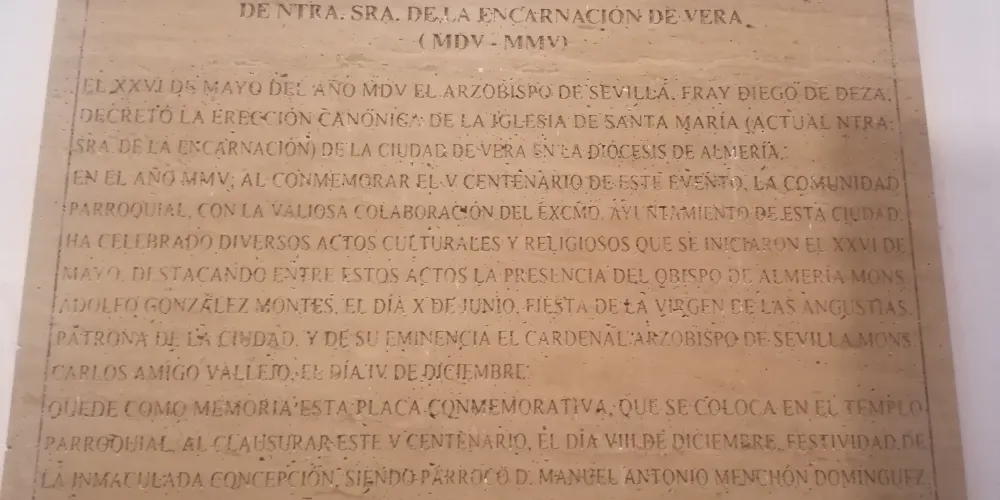 DE NTRA. SRA. DE LA ENCARNACIÓN DE VERA
( MDV - MMV)
EL XXVI DE MAYO DEL AÑO MDV EL ARZOBISPO DE SEVILLA, FRAY DIEGO DE DEZA,
DECRETÓ LA ERECCIÓN CANÓNICA DE LA IGLESIA DE SANTA MARÍA (ACTUAL NTRA.
SRA. DE LA ENCARNACIÓN) DE LA CIUDAD DE VERA EN LA DIÓCESIS DE ALMERÍA.
EN EL AÑO MMV, AL CONMEMORAR EL V CENTENARIO DE ESTE EVENTO, LA COMUNIDAD
PARROQUIAL, CON LA VALIOSA COLABORACIÓN DEL EXCMO. AYUNTAMIENTO DE ESTA CIUDAD,
HA CELEBRADO DIVERSOS ACTOS CULTURALES Y RELIGIOSOS QUE SE INICIARON EL XXVI DE
MAYO, DESTACANDO ENTRE ESTOS ACTOS LA PRESENCIA DEL OBISPO DE ALMERÍA MONS.
ADOLFO GONZÁLEZ MONTES, EL DÍA X DE JUNIO, FIESTA DE LA VIRGEN DE LAS ANGUSTIAS,
PATRONA DE LA CIUDAD, Y DE SU EMINENCIA EL CARDENAL ARZOBISPO DE SEVILLA MONS.
CARLOS AMIGO VALLEJO, EL DÍA IV DE DICIEMBRE.
QUEDE COMO MEMORIA ESTA PLACA CONMEMORATIVA, QUE SE COLOCA EN EL TEMPLO
PARROQUIAL, AL CLAUSURAR ESTE V CENTENARIO, EL DÍA VIII DE DICIEMBRE, FESTIVIDAD DE
LA INMACULADA CONCEPCIÓN, SIENDO PÁRROCO D. MANUEL ANTONIO MENCHÓN DOMÍNGUEZ